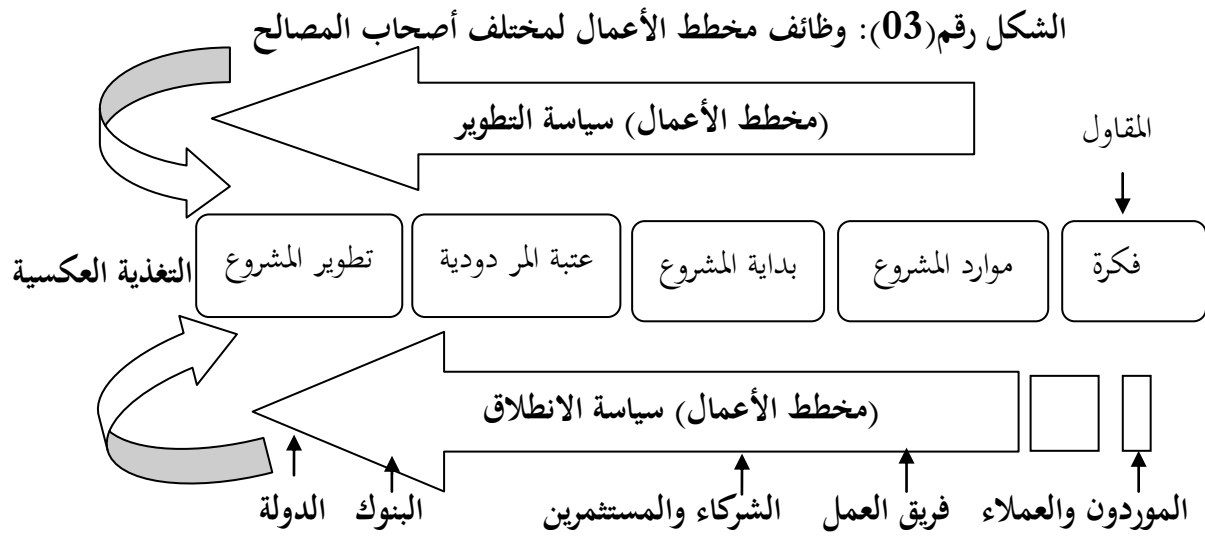 الشكل رقم(03): وظائف مخطط الأعمال لمختلف أصحاب المصالح
(مخطط الأعمال) سياسة التطوير
المقاول
فكرة
موارد المشروع
بداية المشروع
عتبة المر دودية
تطوير المشروع
التغذية العكسية
(مخطط الأعمال) سياسة الانطلاق
الموردون والعملاء
فريق العمل
الشركاء والمستثمرين
البنوك
الدولة